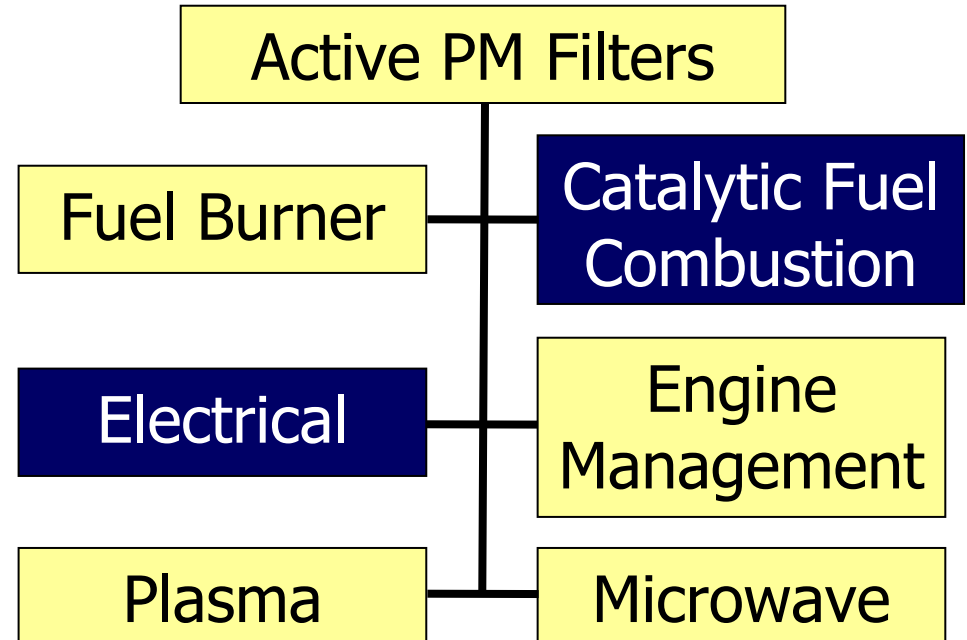 Active PM Filters
Fuel Burner
Catalytic Fuel
Combustion
Electrical
Engine
Management
Plasma
Microwave